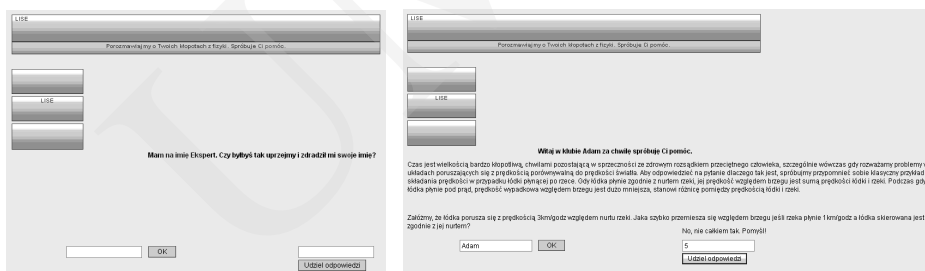 LISE
Porozmawiajmy o Twoich kłopotach z fizyki. Spróbuje Ci pomóc.
LISE
Mam na imię Ekspert. Czy byłbyś tak uprzejmy i zdradził mi swoje imię?
OK
Udziel odpowiedzi
LISE
Porozmawiajmy o Twoich kłopotach z fizyki. Spróbuje Ci pomóc.
LISE
Witaj w klubie Adam za chwilę spróbuje Ci pomóc.
Czas jest wielkością bardzo kłopotliwą, chwilami pozostającą w sprzeczności ze zdrowym rozsądkiem przeciętnego człowieka, szczególnie wówczas gdy rozważamy problemy w
układach poruszających się z prędkością porównywalną do prędkości światła. Aby odpowiedzieć na pytanie dlaczego tak jest, spróbujmy przypomnieć sobie klasyczny przykład
składania prędkości w przypadku łódki płynącej po rzece. Gdy łódka płynie zgodnie z nurtem rzeki, jej prędkość względem brzegu jest sumą prędkości łódki i rzeki. Podczas gdy
łódka płynie pod prąd, prędkość wypadkowa względem brzegu jest dużo mniejsza, stanowi różnicę pomiędzy prędkością łódki i rzeki.
Załóżmy, że łódka porusza się z prędkością 3km/godz względem nurtu rzeki. Jaka szybko przemiesza się względem brzegu jeśli rzeka płynie 1km/godz a łódka skierowana jest
zgodnie z jej nurtem?
No, nie całkiem tak. Pomyśl!
Adam OK 5
Udziel odpowiedzi